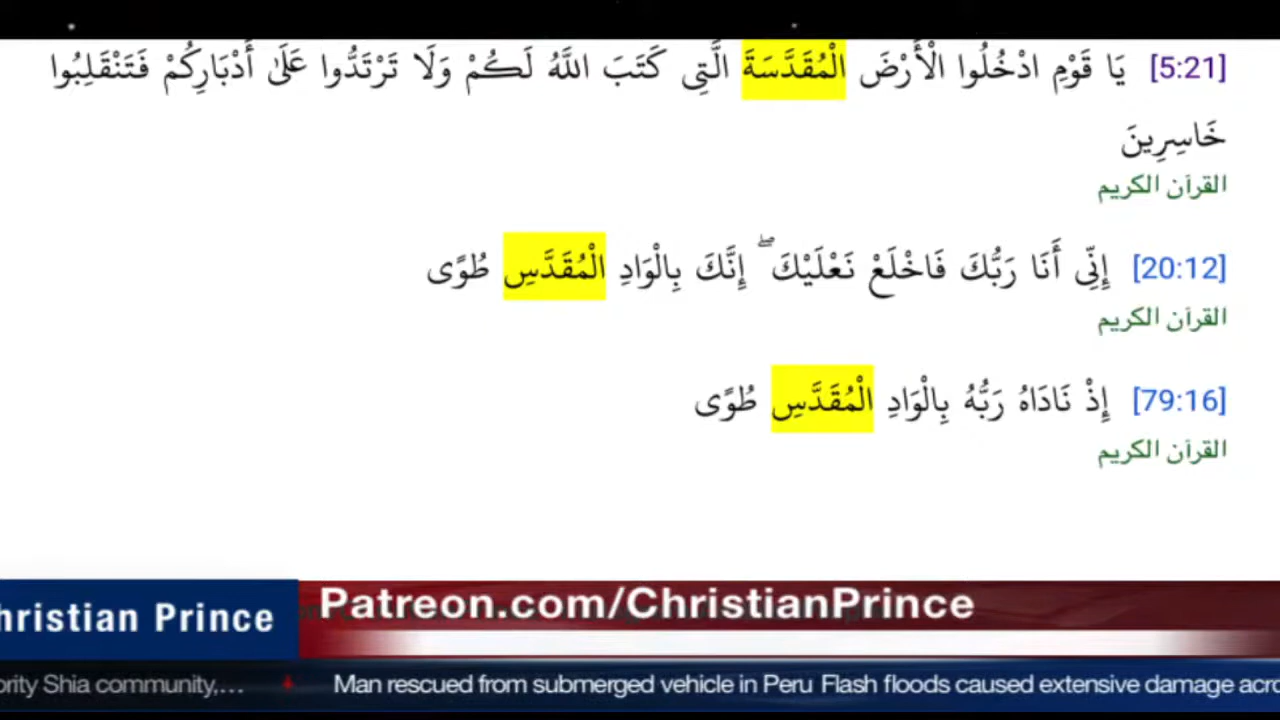 [5:21] يَا قَوْمِ ادْخُلُوا الْأَرْضَ الْمُقَدَّسَةَ الَّتِي كَتَبَ اللَّهُ لَكُمْ وَلَا تَرْتَدُّوا عَلَىٰ أَدْبَارِكُمْ فَتَنْقَلِبُوا
خَاسِرِينَ
القرآن الكريم
[20:12] إِنِّي أَنَا رَبُّكَ فَاخْلَعْ نَعْلَيْكَ ۖ إِنَّكَ بِالْوَادِ الْمُقَدَّسِ طُوًى
القرآن الكريم
[79:16] إِذْ نَادَاهُ رَبُّهُ بِالْوَادِ الْمُقَدَّسِ طُوًى
القرآن الكريم
hristian Prince
Patreon.com/ChristianPrince
ority Shia community,... Man rescued from submerged vehicle in Peru Flash floods caused extensive damage acro